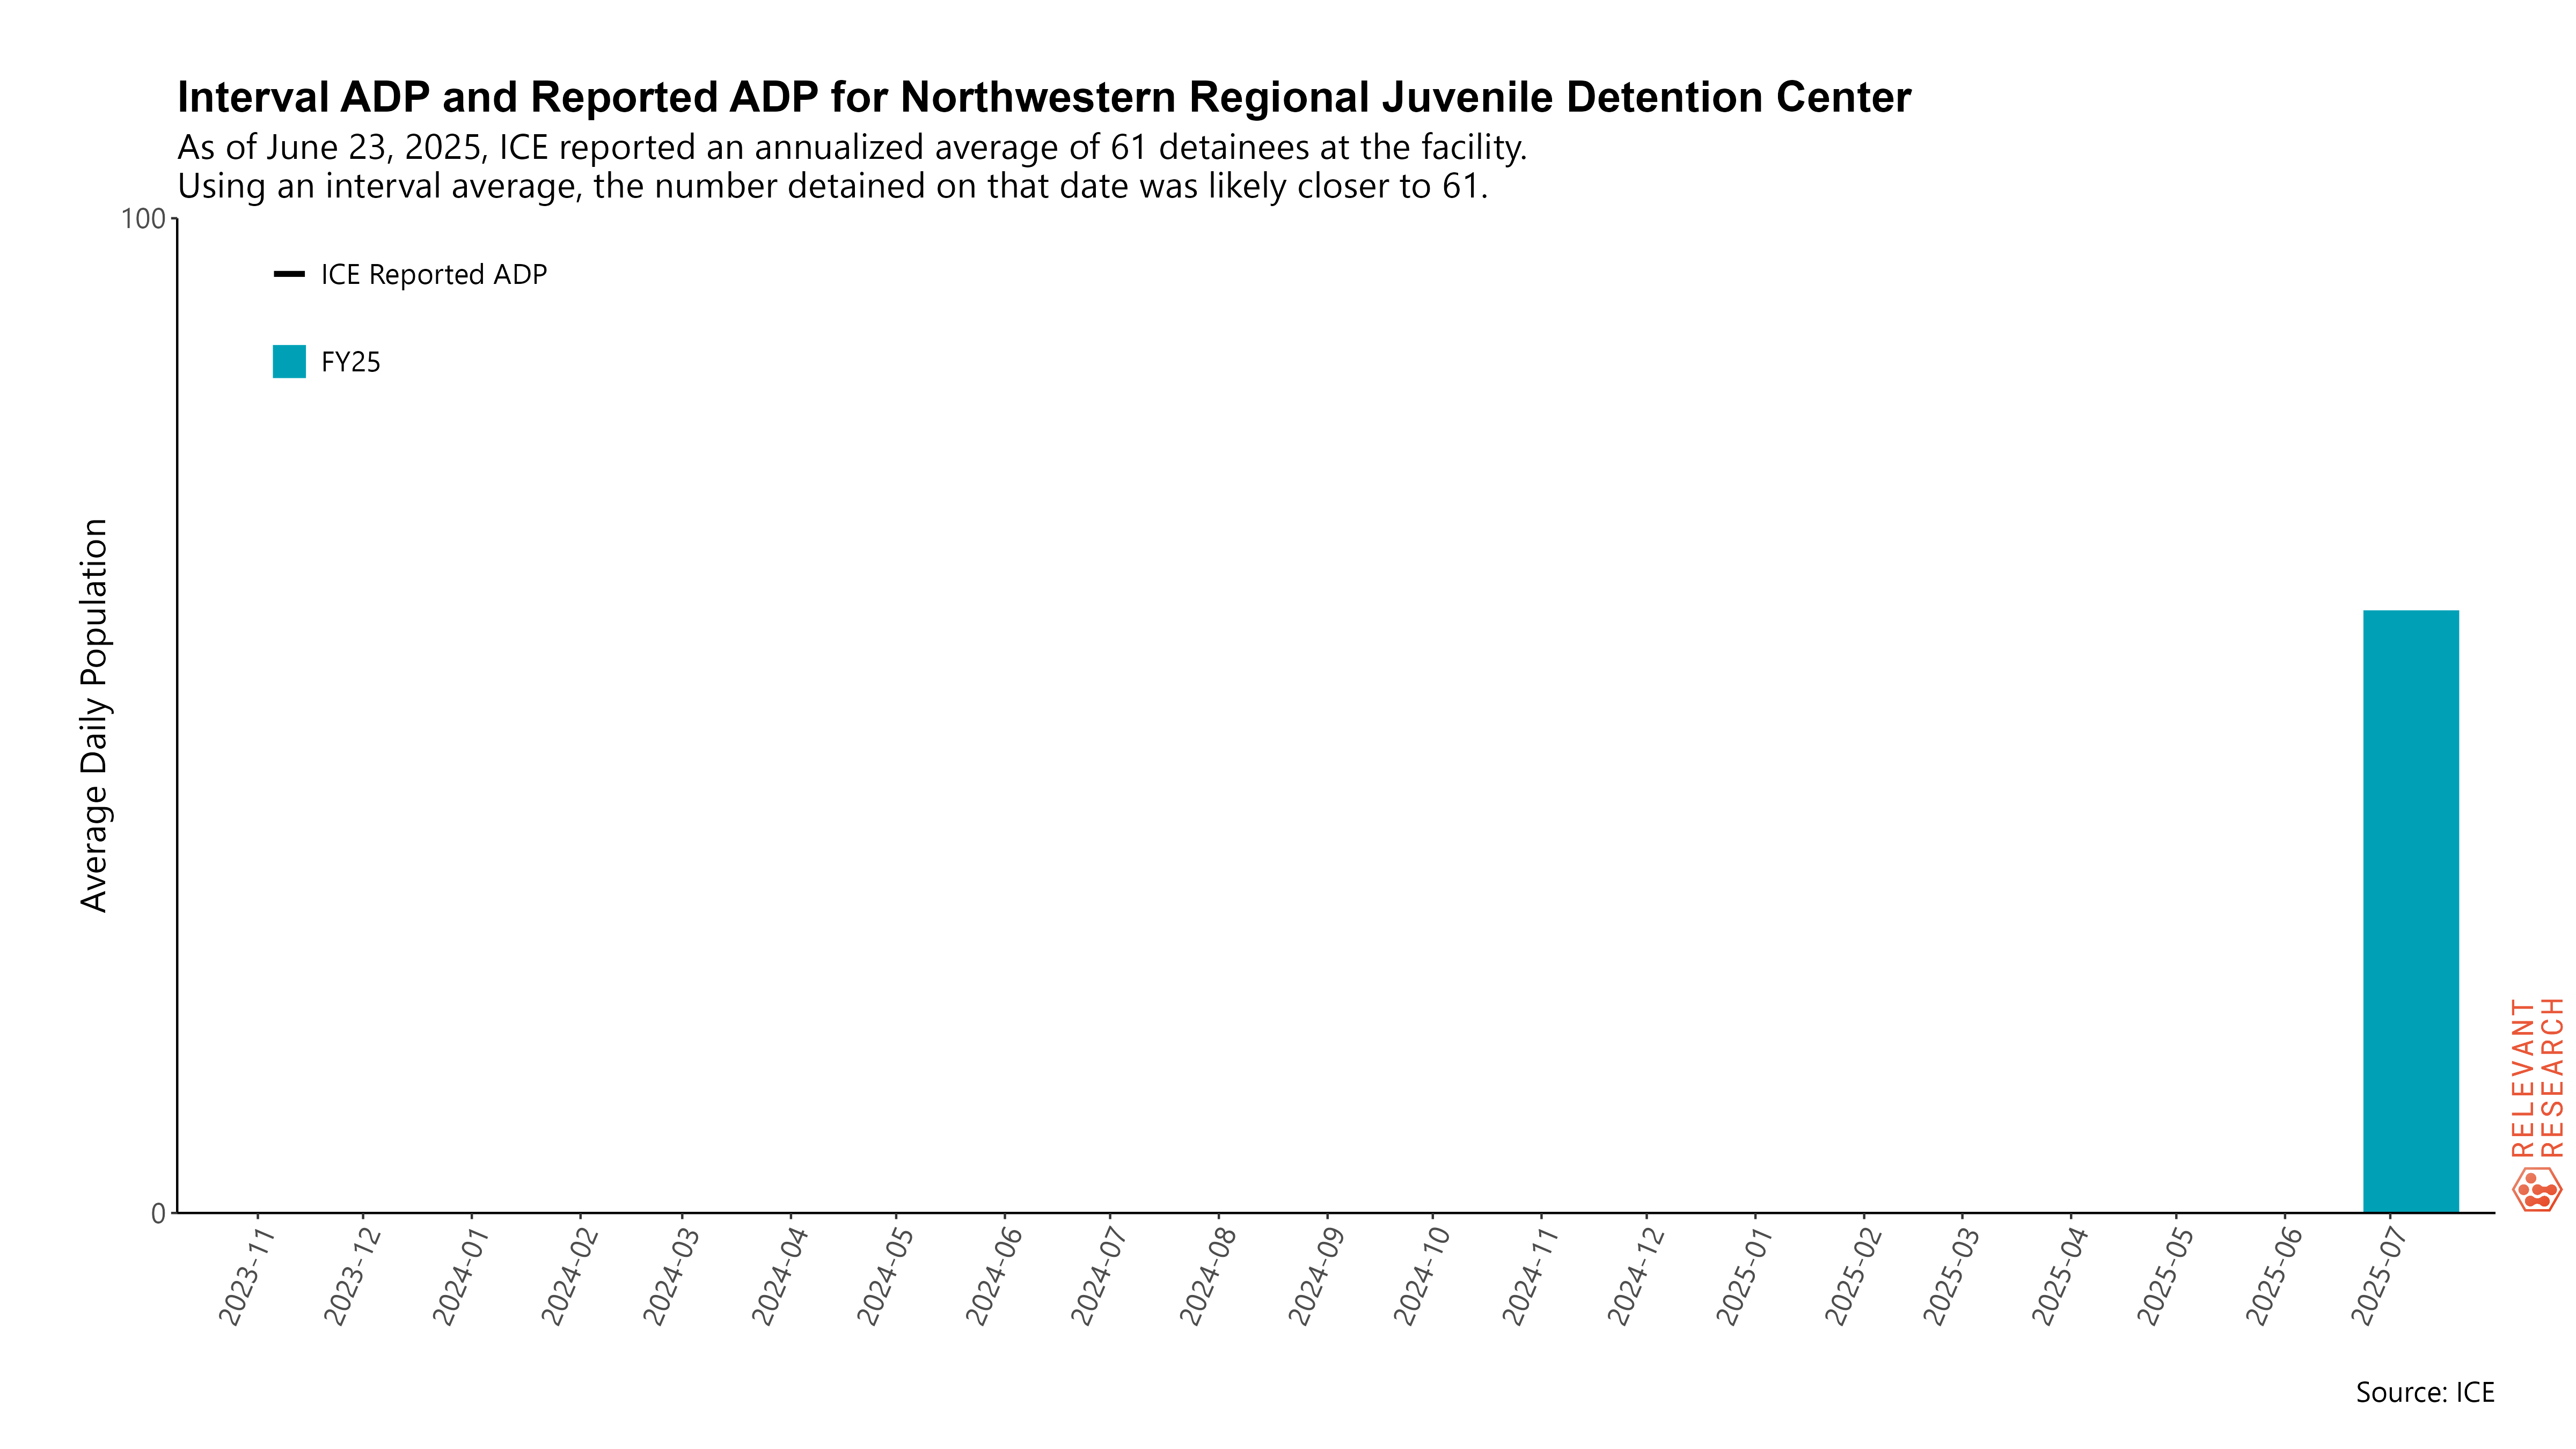 Interval ADP and Reported ADP for Northwestern Regional Juvenile Detention Center
As of June 23, 2025, ICE reported an annualized average of 61 detainees at the facility.
Using an interval average, the number detained on that date was likely closer to 61.
100
ICE Reported ADP
FY25
Average Daily Population
0
2023-11
2023-12
2024-01
2024-02
2024-03
2024-04
2024-05
2024-06
2024-07
2024-08
2024-09
2024-10
2024-11
2024-12
2025-01
2025-02
2025-03
2025-04
2025-05
2025-06
2025-07
RELEVANT
RESEARCH
Source: ICE